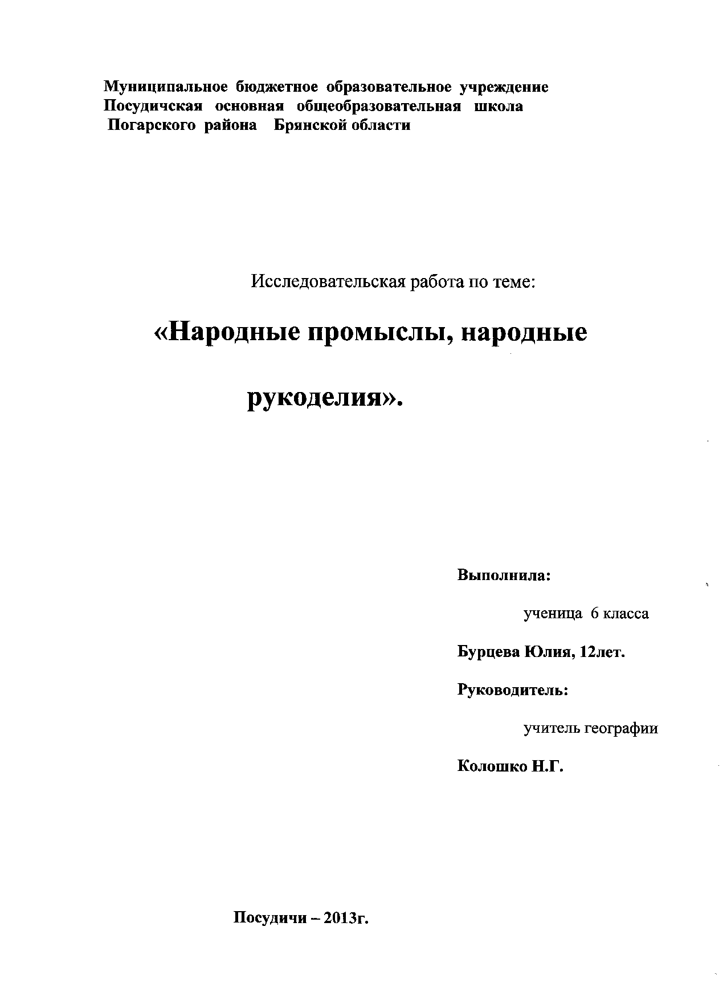 Муниципальное бюджетное образовательное учреждение
Посудичская основная общеобразовательная школа
Погарского района Брянской области
Исследовательская работа по теме:
«Народные промыслы, народные
рукоделия».
Выполнила:
ученица 6 класса
Бурцева Юлия, 12лет.
Руководитель:
учитель географии
Колошко Н.Г.
Посудичи – 2013г.